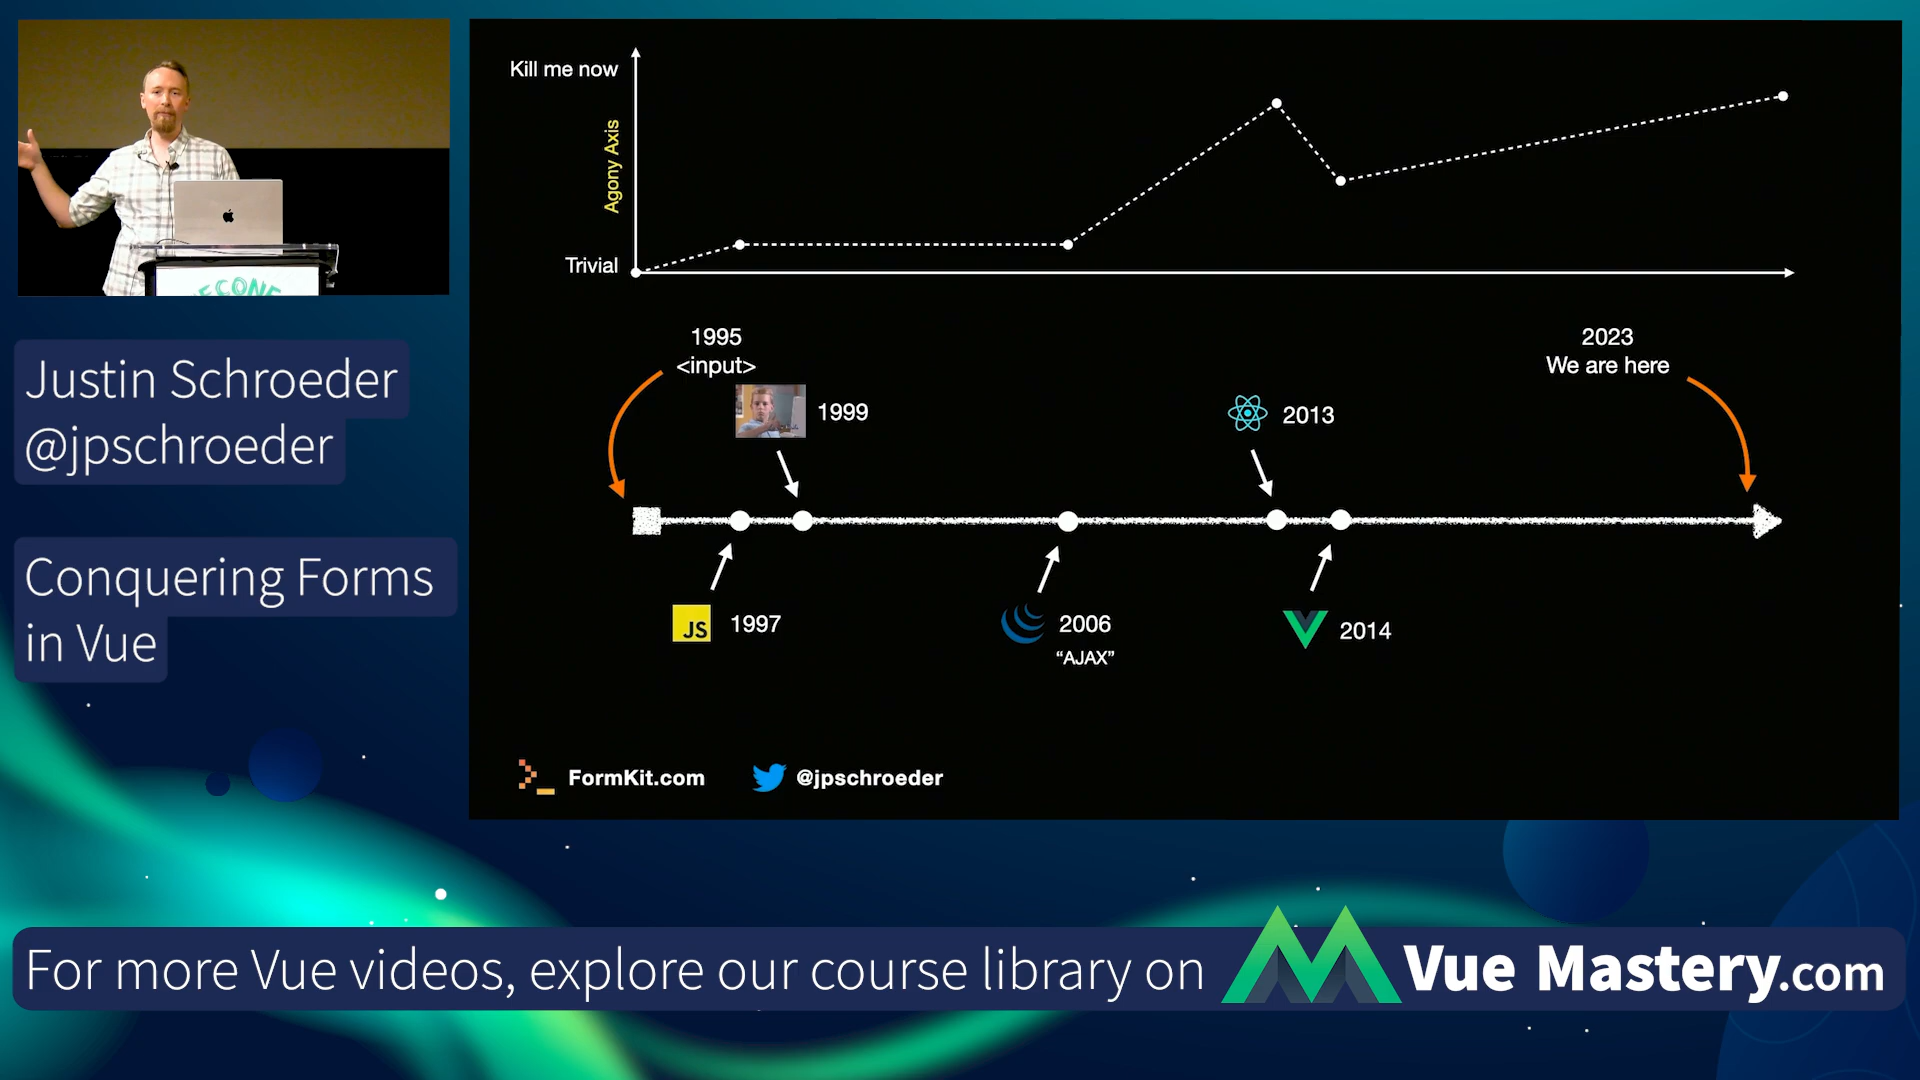 Kill me now
Agony Axis
Trivial
1995
<input>
1999
2013
2023
We are here
JS
1997
2006
"AJAX"
2014
FormKit.com
@jpschroeder
Justin Schroeder
@jpschroeder
Conquering Forms
in Vue
For more Vue videos, explore our course library on Vue Mastery.com